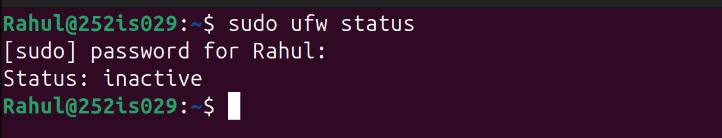 Rahul@252is029:~$ sudo ufw status
[sudo] password for Rahul:
Status: inactive
Rahul@252is029:~$